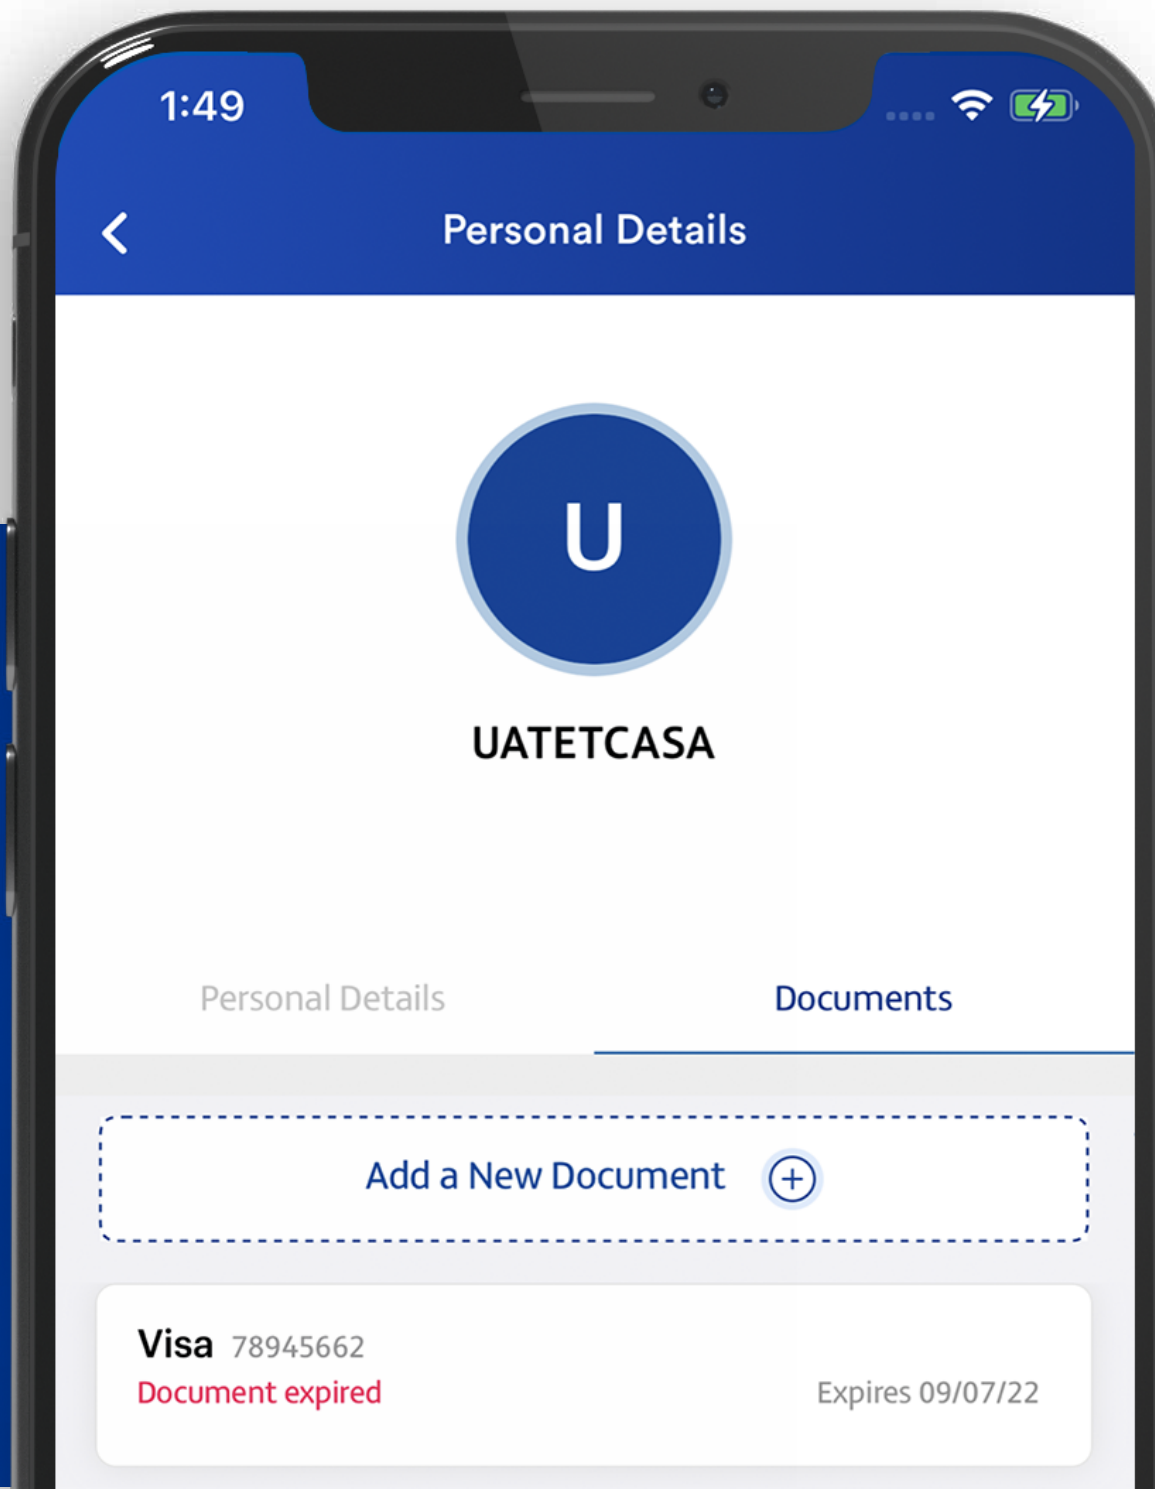 1:49
Personal Details
U
UATETCASA
Personal Details Documents
Add a New Document
Visa 78945662
Document expired Expires 09/07/22